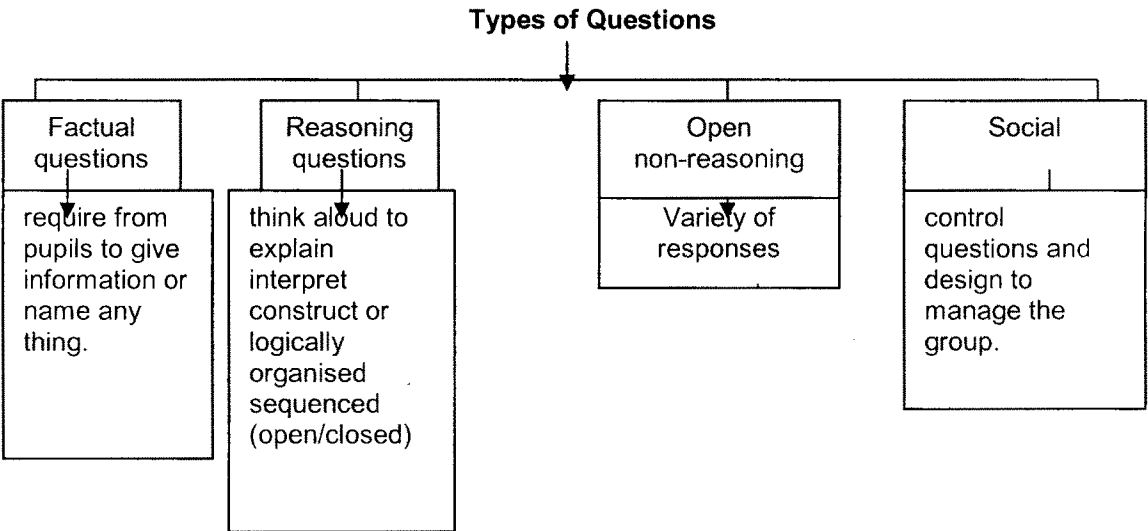 Types of Questions
Factual
questions
require from
pupils to give
information or
name any
thing.
Reasoning
questions
think aloud to
explain
interpret
construct or
logically
organised
sequenced
(open/closed)
Open
non-reasoning
Variety of
responses
Social
control
questions and
design to
manage the
group.